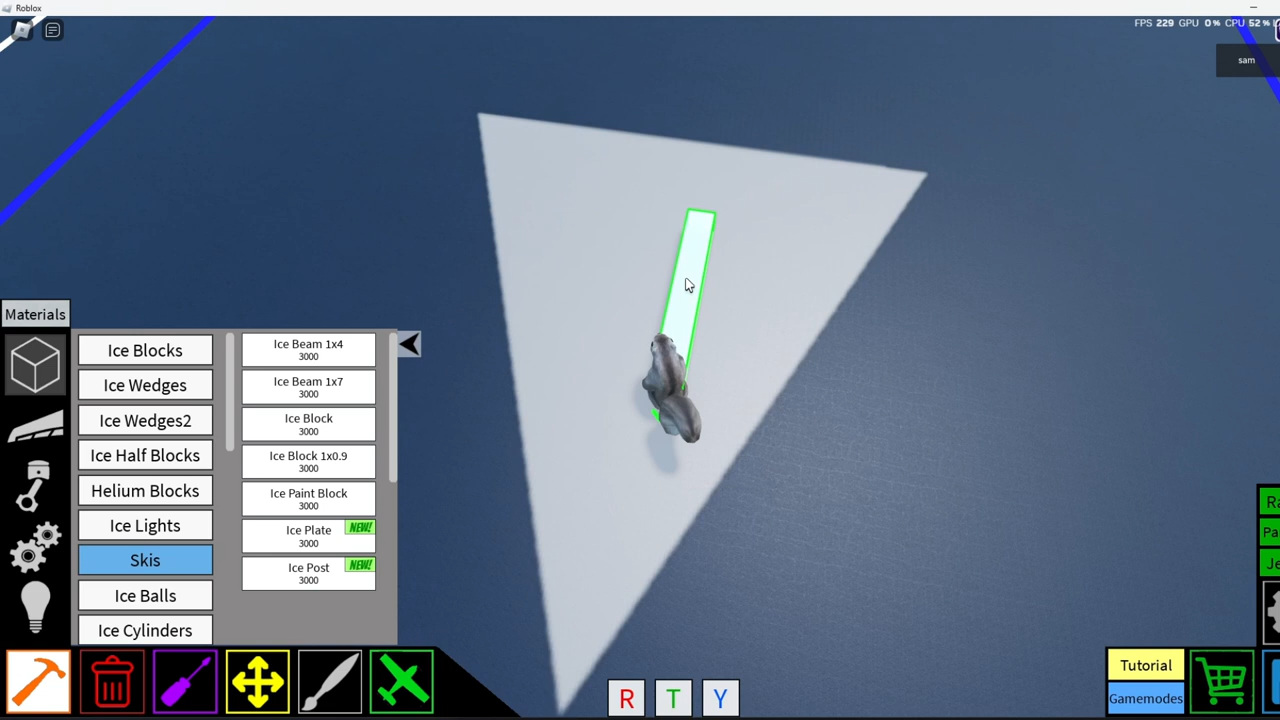 Roblox
FPS 229 GPU 0 % CPU 52 %
sam
Materials
Ice Blocks
Ice Wedges
Ice Wedges2
Ice Half Blocks
Helium Blocks
Ice Lights
Skis
Ice Balls
Ice Cylinders
Ice Beam 1x4
3000
Ice Beam 1x7
3000
Ice Block
3000
Ice Block 1x0.9
3000
Ice Paint Block
3000
Ice Plate
NEW!
3000
Ice Post
NEW!
3000
R T Y
Ra
Pa
Je
Tutorial
Gamemodes